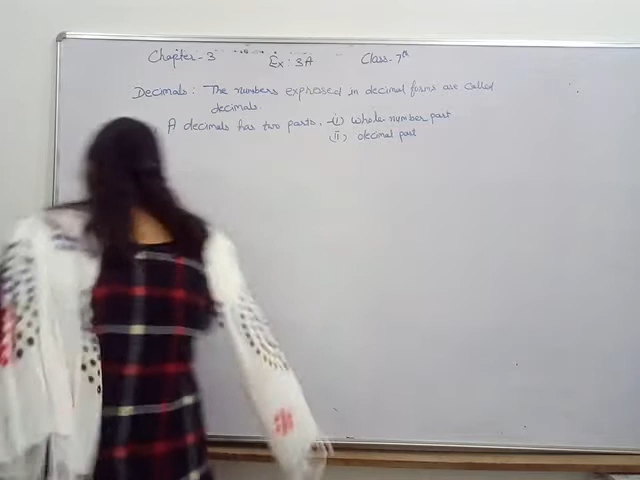 Chapter-3 Ex: 3A Class-7th
Decimals: The numbers expressed in decimal forms are called
decimals.
A decimals has two parts. -(i) whole number part
(ii) decimal part